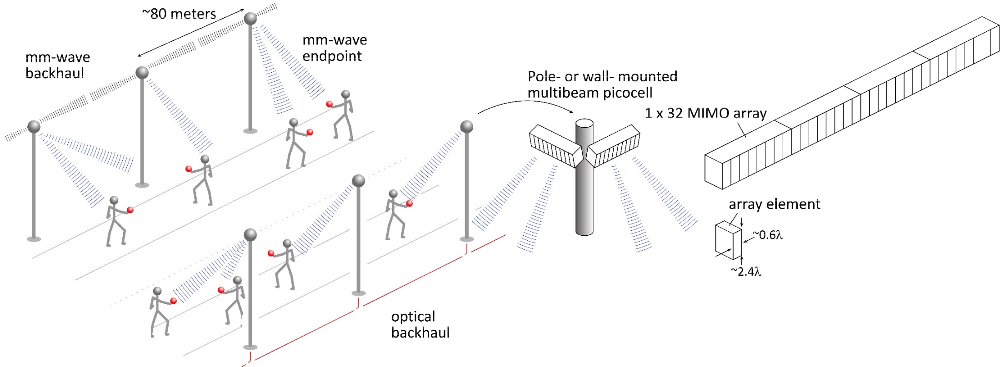 ~80 meters
mm-wave
backhaul
mm-wave
endpoint
Pole- or wall- mounted
multibeam picocell
1 x 32 MIMO array
array element
~0.6λ
~2.4λ
optical
backhaul